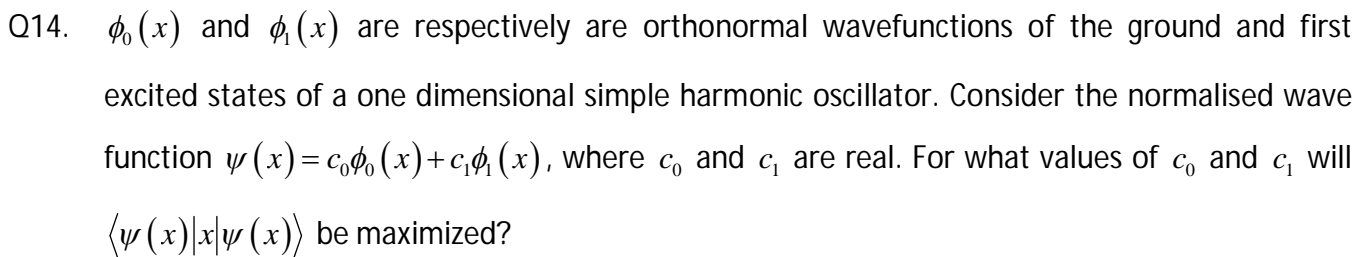 Q14. ϕ₀(x) and ϕ₁(x) are respectively are orthonormal wavefunctions of the ground and first
excited states of a one dimensional simple harmonic oscillator. Consider the normalised wave
function ψ(x)=c₀ϕ₀(x)+c₁ϕ₁(x), where c₀ and c₁ are real. For what values of c₀ and c₁ will
⟨ψ(x)|x|ψ(x)⟩ be maximized?